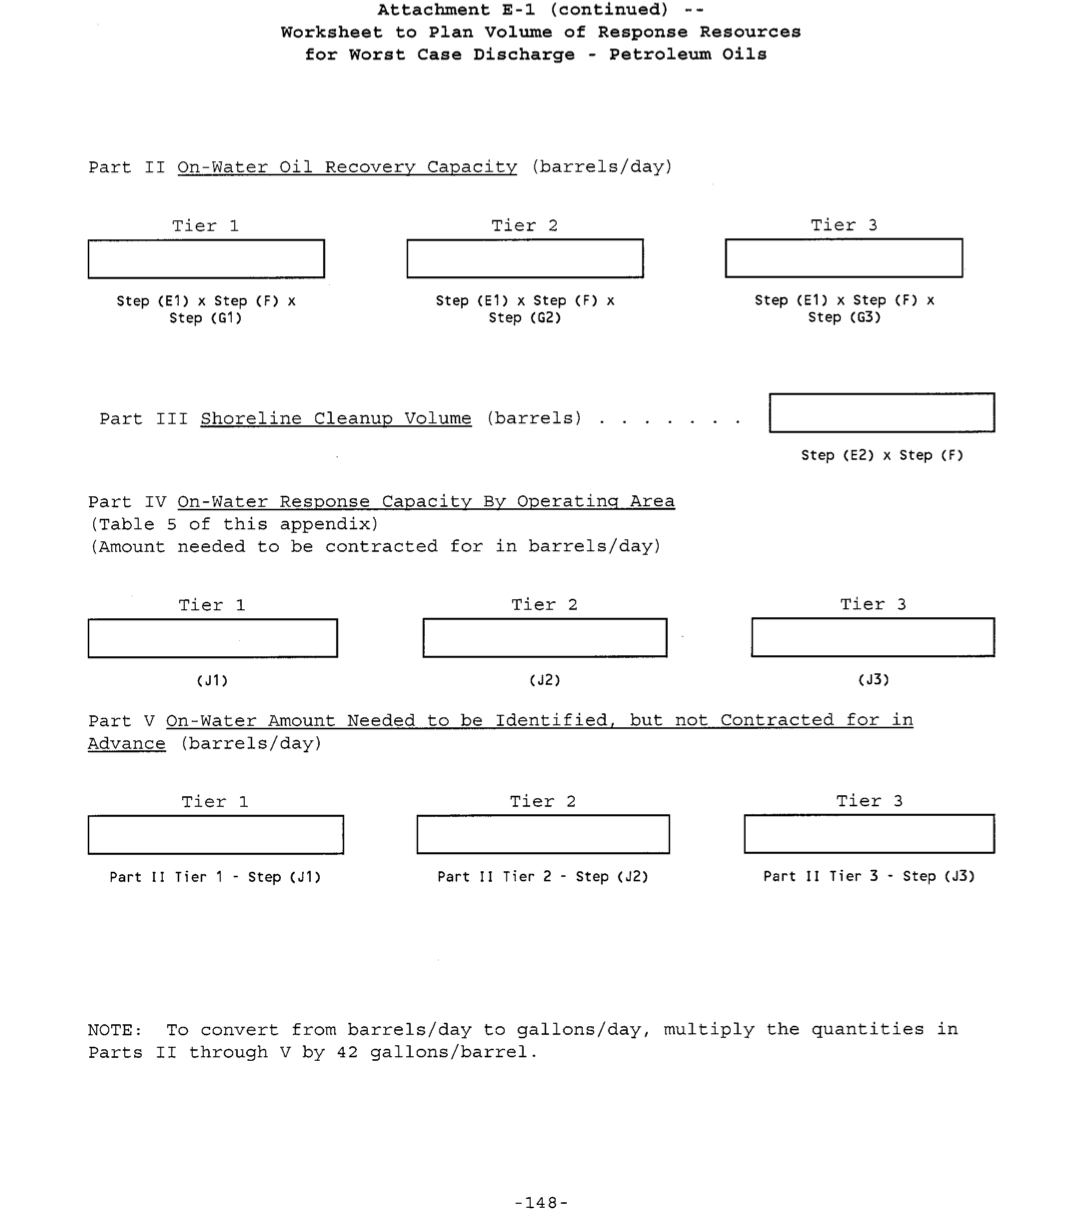 Attachment E-1 (continued) --
Worksheet to Plan Volume of Response Resources
for Worst Case Discharge - Petroleum Oils
Part II On-Water Oil Recovery Capacity (barrels/day)
Tier 1 Tier 2 Tier 3
Step (E1) x Step (F) x Step (E1) x Step (F) x Step (E1) x Step (F) x
Step (G1) Step (G2) Step (G3)
Part III Shoreline Cleanup Volume (barrels) . . . . . . .
Step (E2) x Step (F)
Part IV On-Water Response Capacity By Operating Area
(Table 5 of this appendix)
(Amount needed to be contracted for in barrels/day)
Tier 1 Tier 2 Tier 3
(J1) (J2) (J3)
Part V On-Water Amount Needed to be Identified, but not Contracted for in
Advance (barrels/day)
Tier 1 Tier 2 Tier 3
Part II Tier 1 - Step (J1) Part II Tier 2 - Step (J2) Part II Tier 3 - Step (J3)
NOTE: To convert from barrels/day to gallons/day, multiply the quantities in
Parts II through V by 42 gallons/barrel.
-148-